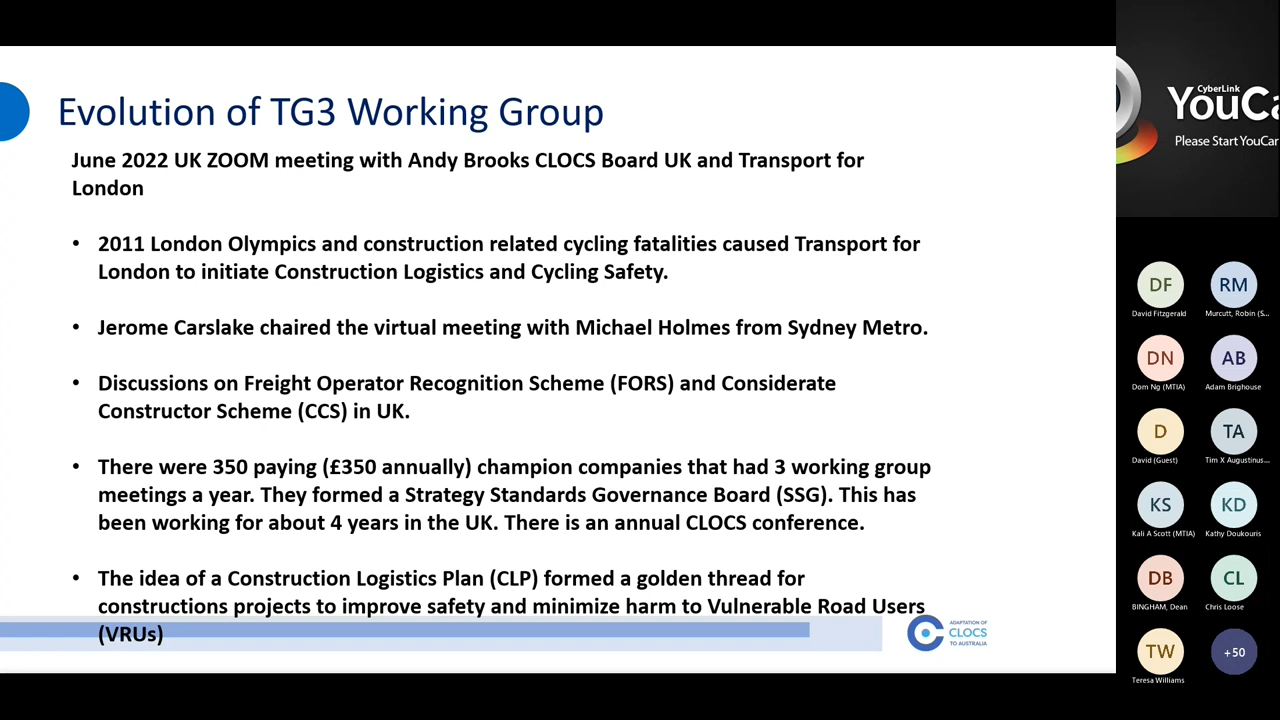 Evolution of TG3 Working Group
June 2022 UK ZOOM meeting with Andy Brooks CLOCS Board UK and Transport for
London
• 2011 London Olympics and construction related cycling fatalities caused Transport for
London to initiate Construction Logistics and Cycling Safety.
• Jerome Carslake chaired the virtual meeting with Michael Holmes from Sydney Metro.
• Discussions on Freight Operator Recognition Scheme (FORS) and Considerate
Constructor Scheme (CCS) in UK.
• There were 350 paying (£350 annually) champion companies that had 3 working group
meetings a year. They formed a Strategy Standards Governance Board (SSG). This has
been working for about 4 years in the UK. There is an annual CLOCS conference.
• The idea of a Construction Logistics Plan (CLP) formed a golden thread for
constructions projects to improve safety and minimize harm to Vulnerable Road Users
(VRUs)
ADAPTATION OF
CLOCS
TO AUSTRALIA
CyberLink
YouCa
Please Start YouCar
DF
David Fitzgerald
RM
Murcutt, Robin (S...
DN
Dom Ng (MTIA)
AB
Adam Brighouse
D
David (Guest)
TA
Tim X Augustinus...
KS
Kali A Scott (MTIA)
KD
Kathy Doukouris
DB
BINGHAM, Dean
CL
Chris Loose
TW
Teresa Williams
+50